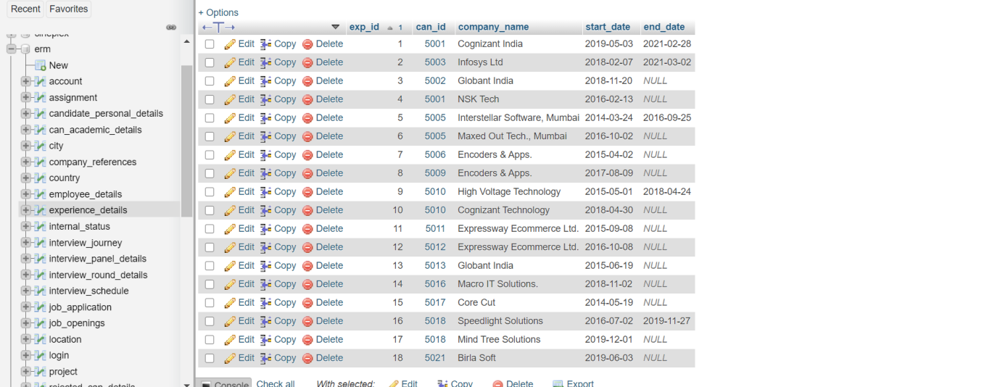 Recent Favorites
cineplex
erm
New
account
assignment
candidate_personal_details
can_academic_details
city
company_references
country
employee_details
experience_details
internal_status
interview_journey
interview_panel_details
interview_round_details
interview_schedule
job_application
job_openings
location
login
project
rejected_can_details
+ Options
exp_id 1 can_id company_name start_date end_date
Edit Copy Delete 1 5001 Cognizant India 2019-05-03 2021-02-28
Edit Copy Delete 2 5003 Infosys Ltd 2018-02-07 2021-03-02
Edit Copy Delete 3 5002 Globant India 2018-11-20 NULL
Edit Copy Delete 4 5001 NSK Tech 2016-02-13 NULL
Edit Copy Delete 5 5005 Interstellar Software, Mumbai 2014-03-24 2016-09-25
Edit Copy Delete 6 5005 Maxed Out Tech., Mumbai 2016-10-02 NULL
Edit Copy Delete 7 5006 Encoders & Apps. 2015-04-02 NULL
Edit Copy Delete 8 5009 Encoders & Apps. 2017-08-09 NULL
Edit Copy Delete 9 5010 High Voltage Technology 2015-05-01 2018-04-24
Edit Copy Delete 10 5010 Cognizant Technology 2018-04-30 NULL
Edit Copy Delete 11 5011 Expressway Ecommerce Ltd. 2015-09-08 NULL
Edit Copy Delete 12 5012 Expressway Ecommerce Ltd. 2016-10-08 NULL
Edit Copy Delete 13 5013 Globant India 2015-06-19 NULL
Edit Copy Delete 14 5016 Macro IT Solutions. 2018-11-02 NULL
Edit Copy Delete 15 5017 Core Cut 2014-05-19 NULL
Edit Copy Delete 16 5018 Speedlight Solutions 2016-07-02 2019-11-27
Edit Copy Delete 17 5018 Mind Tree Solutions 2019-12-01 NULL
Edit Copy Delete 18 5021 Birla Soft 2019-06-03 NULL
Console Check all With selected: Edit Copy Delete Export